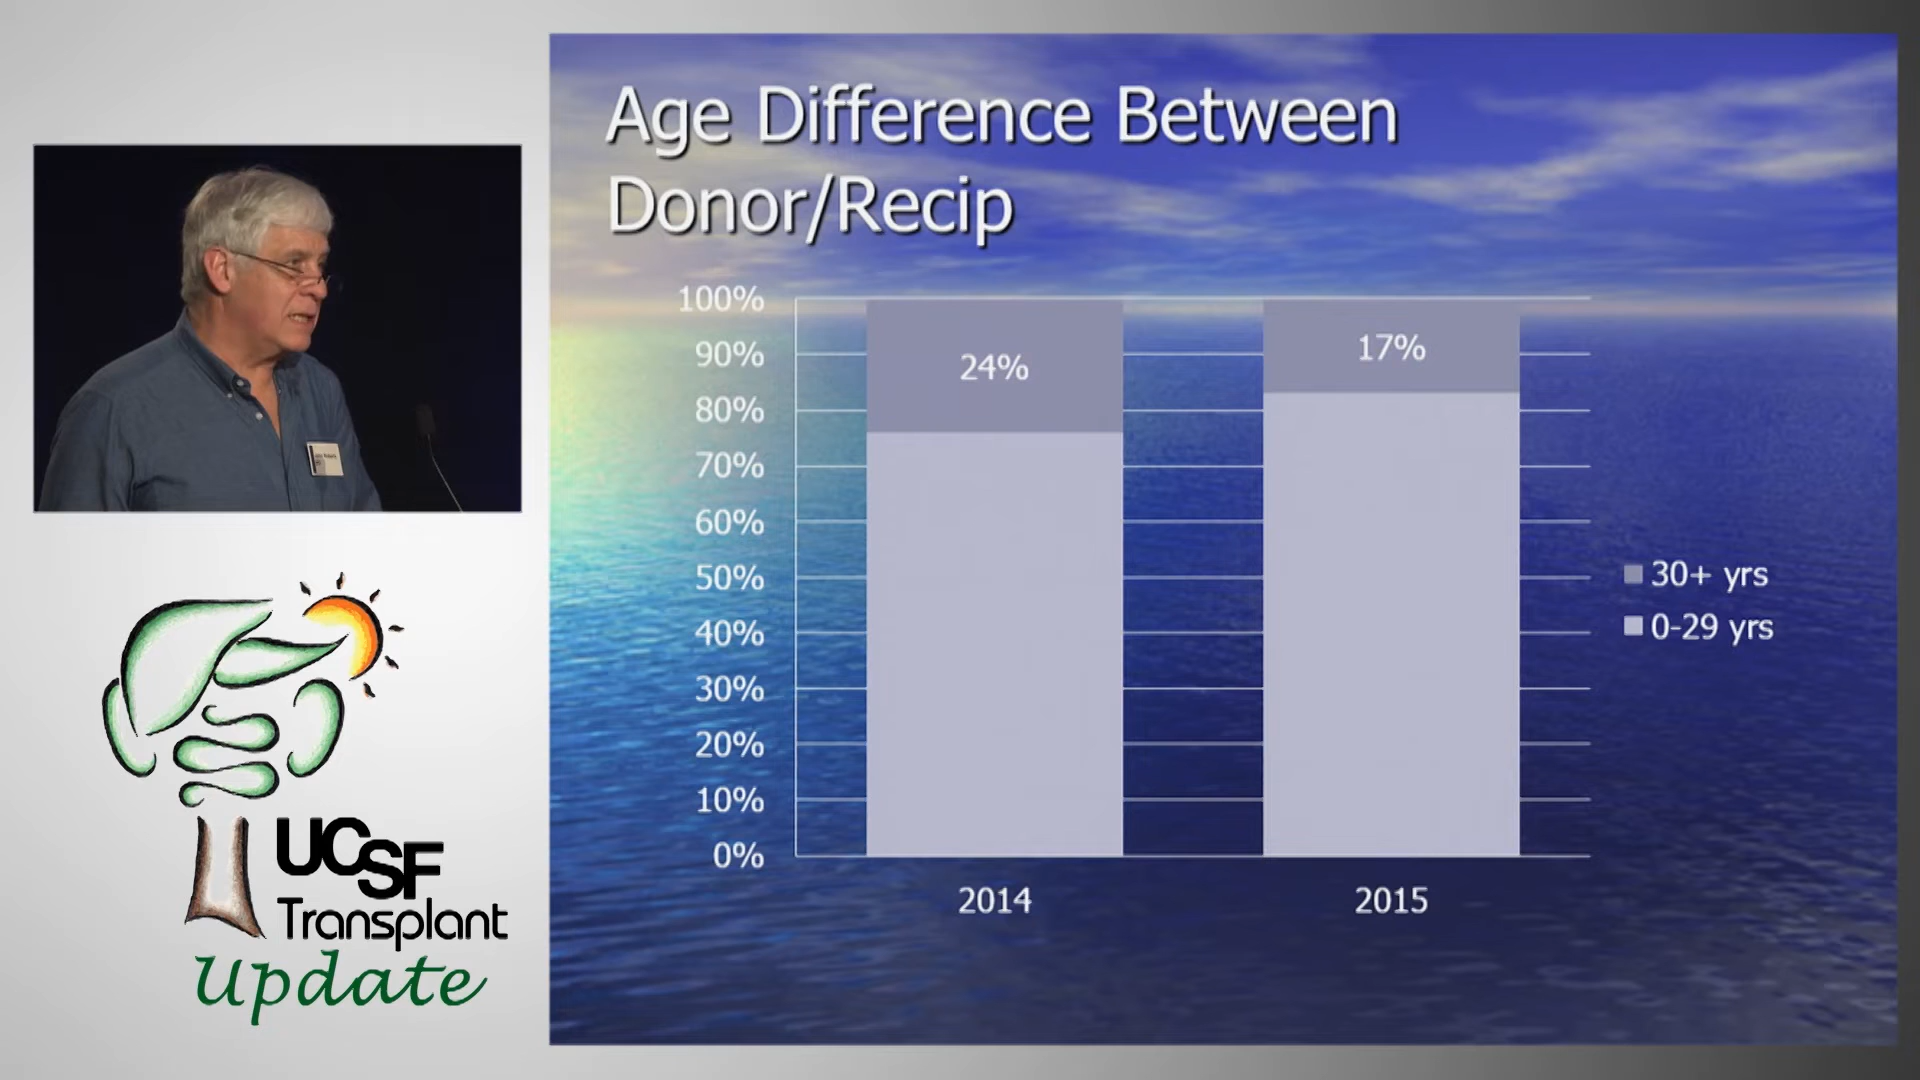 Age Difference Between
Donor/Recip
100%
90%
80%
70%
60%
50%
40%
30%
20%
10%
0%
24%
17%
2014
2015
30+ yrs
0-29 yrs
UCSF
Transplant
Update